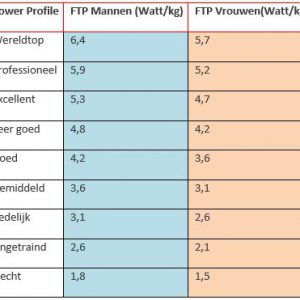 ower Profile FTP Mannen (Watt/kg) FTP Vrouwen(Watt/k
Wereldtop 6,4 5,7
rofessioneel 5,9 5,2
xcellent 5,3 4,7
eer goed 4,8 4,2
oed 4,2 3,6
emiddeld 3,6 3,1
edelijk 3,1 2,6
ngetraind 2,6 2,1
echt 1,8 1,5